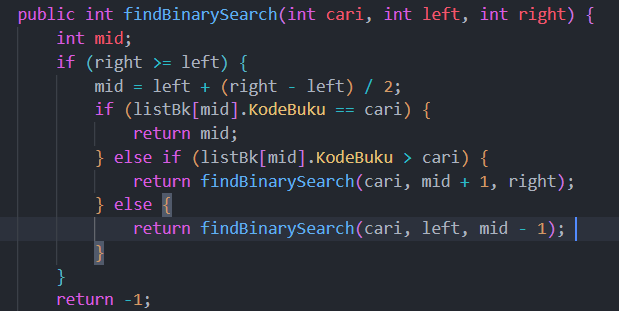 public int findBinarySearch(int cari, int left, int right) {
    int mid;
    if (right >= left) {
        mid = left + (right - left) / 2;
        if (listBk[mid].KodeBuku == cari) {
            return mid;
        } else if (listBk[mid].KodeBuku > cari) {
            return findBinarySearch(cari, mid + 1, right);
        } else {
            return findBinarySearch(cari, left, mid - 1);
        }
    }
    return -1;